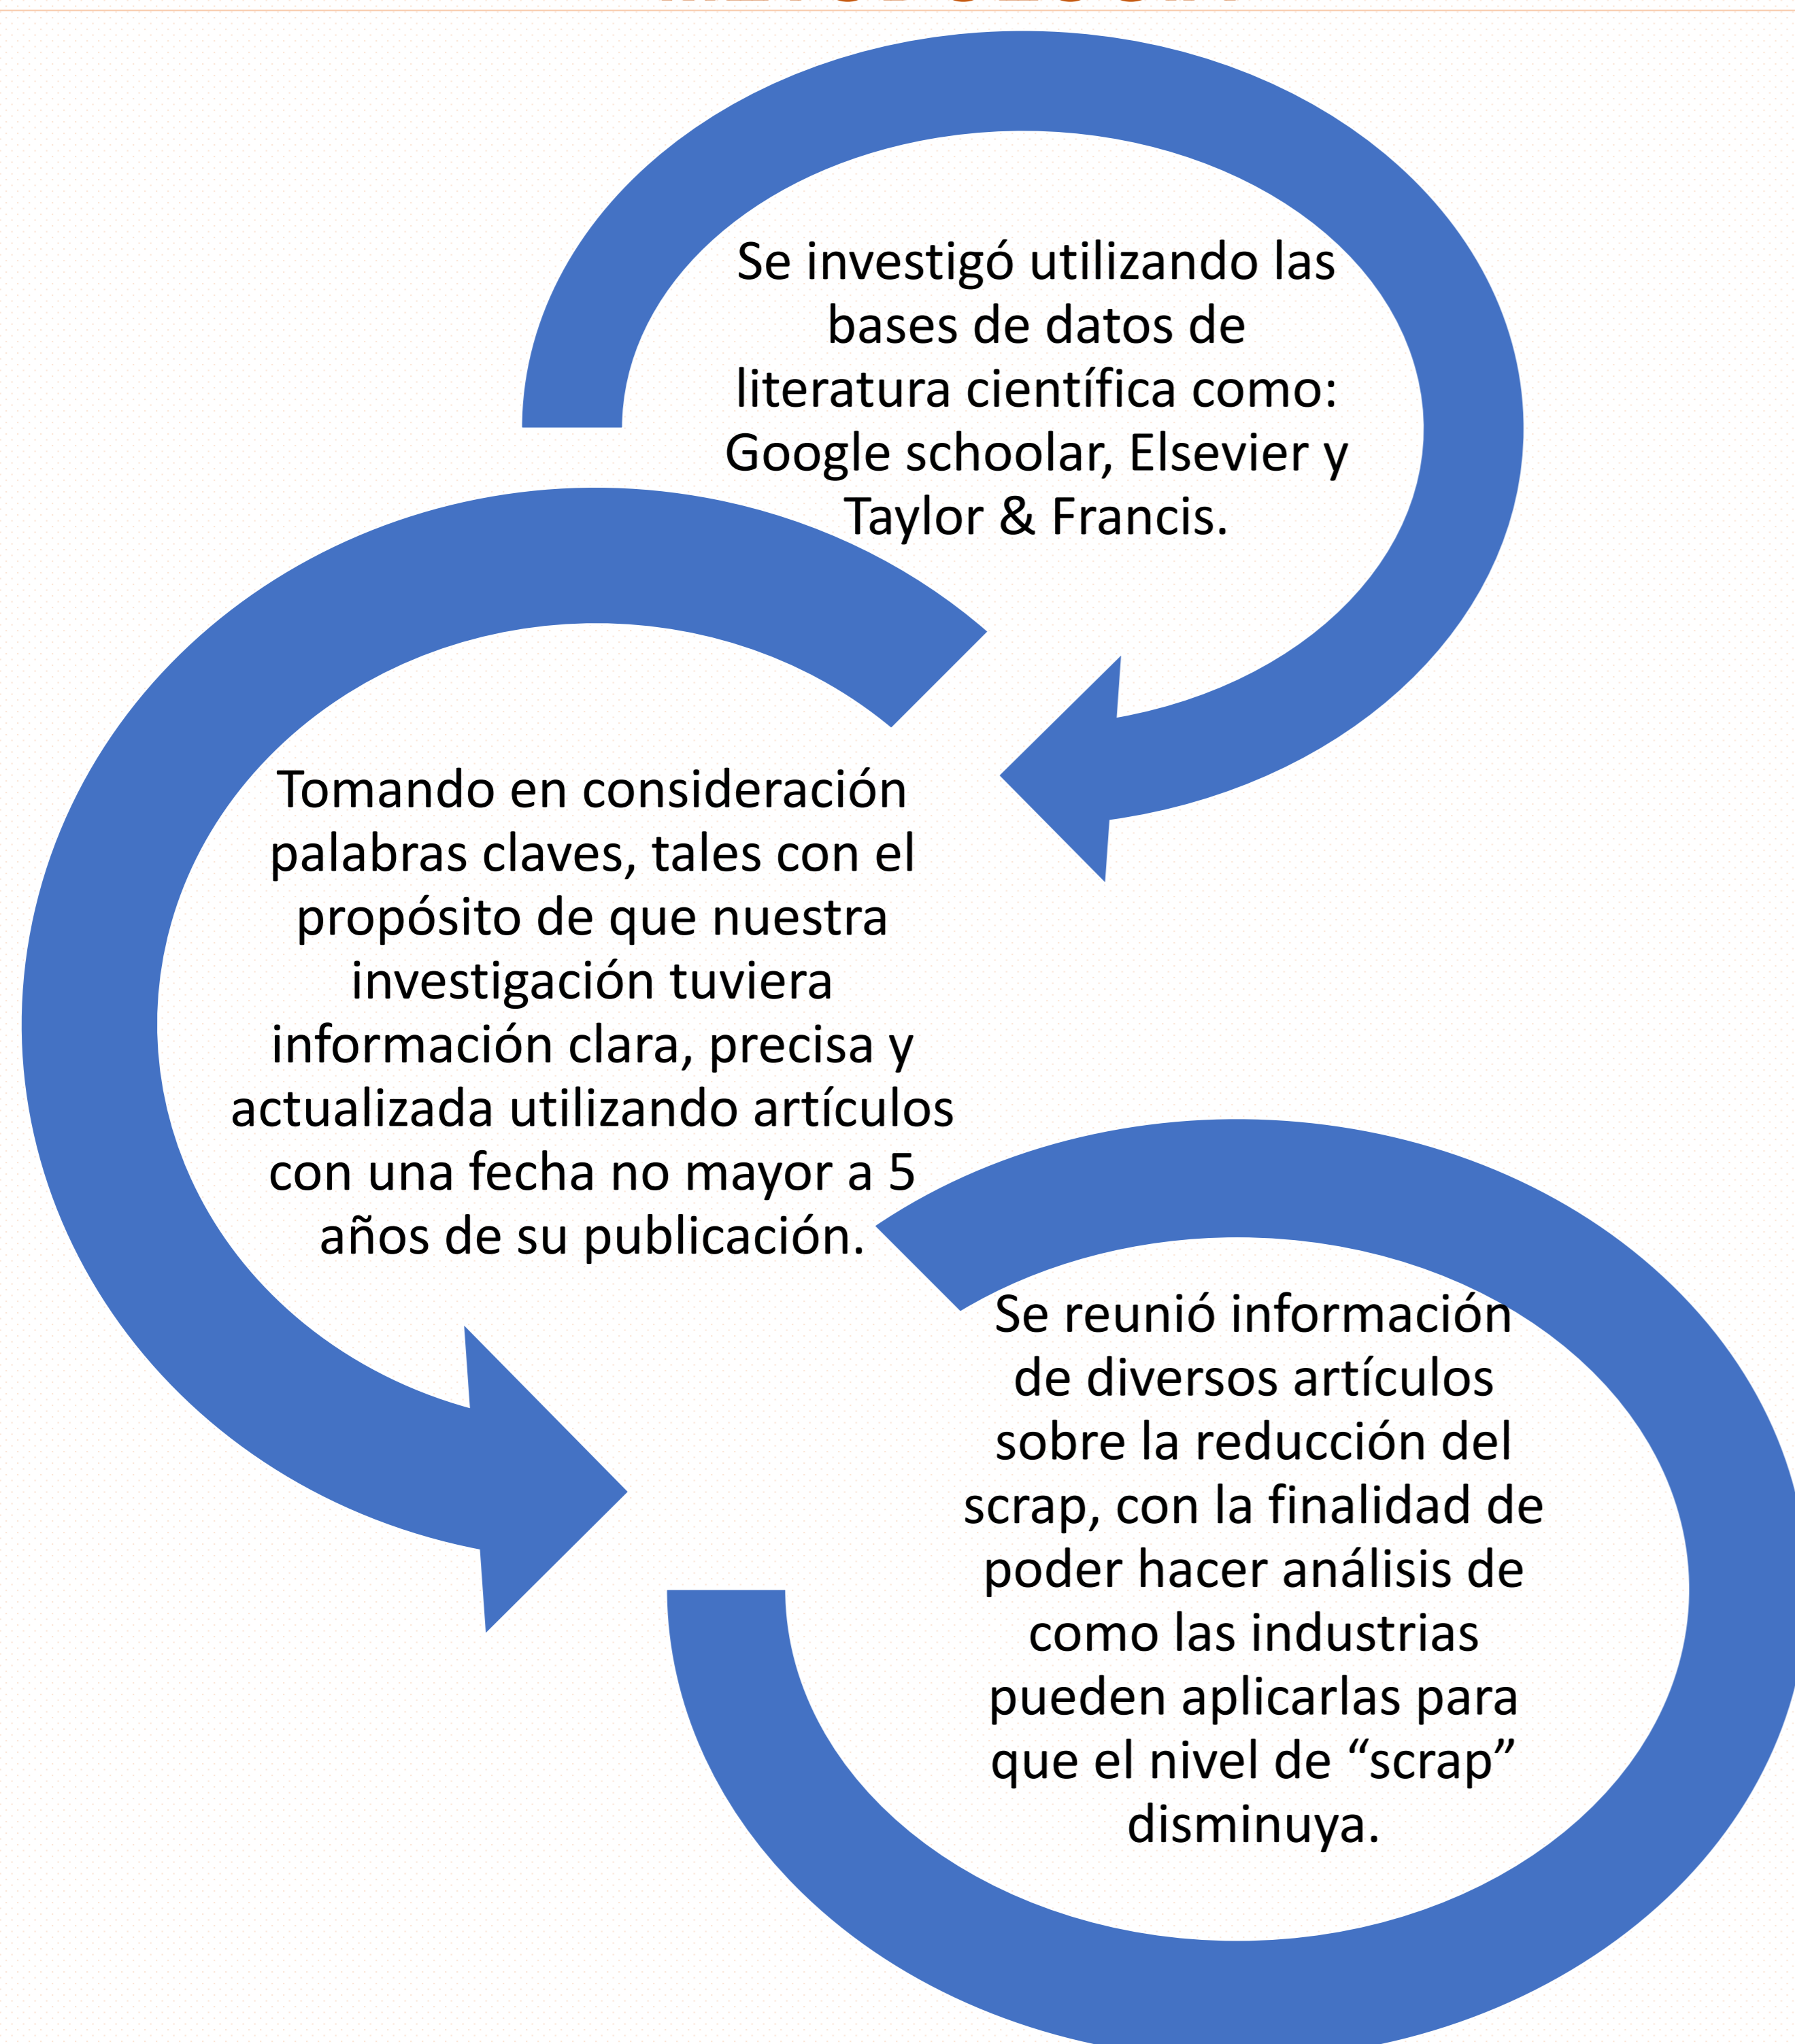 Se investigó utilizando las
bases de datos de
literatura científica como:
Google schoolar, Elsevier y
Taylor & Francis.
Tomando en consideración
palabras claves, tales con el
propósito de que nuestra
investigación tuviera
información clara, precisa y
actualizada utilizando artículos
con una fecha no mayor a 5
años de su publicación.
Se reunió información
de diversos artículos
sobre la reducción del
scrap, con la finalidad de
poder hacer análisis de
como las industrias
pueden aplicarlas para
que el nivel de “scrap”
disminuya.